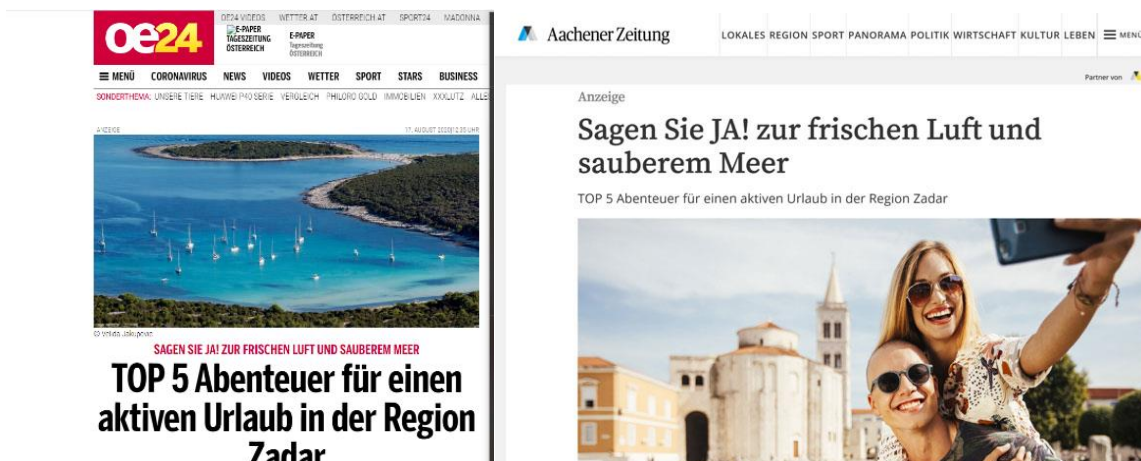 OE24 VIDEOS WETTER.AT ÖSTERREICH.AT SPORT24 MADONNA
oe24
E-PAPER
TAGESZEITUNG
ÖSTERREICH
E-PAPER
Tageszeitung
ÖSTERREICH
MENÜ CORONAVIRUS NEWS VIDEOS WETTER SPORT STARS BUSINESS
SONDERTHEMA: UNSERE TIERE HUAWEI P40 SERIE VERGLEICH PHILORO GOLD IMMOBILIEN XXXLUTZ ALLE
ANZEIGE 17. AUGUST 2020 | 12:35 UHR
© Velida Jakupovic
SAGEN SIE JA! ZUR FRISCHEN LUFT UND SAUBEREM MEER
TOP 5 Abenteuer für einen
aktiven Urlaub in der Region
Zadar
Aachener Zeitung
LOKALES REGION SPORT PANORAMA POLITIK WIRTSCHAFT KULTUR LEBEN MENÜ
Partner von
Anzeige
Sagen Sie JA! zur frischen Luft und
sauberem Meer
TOP 5 Abenteuer für einen aktiven Urlaub in der Region Zadar